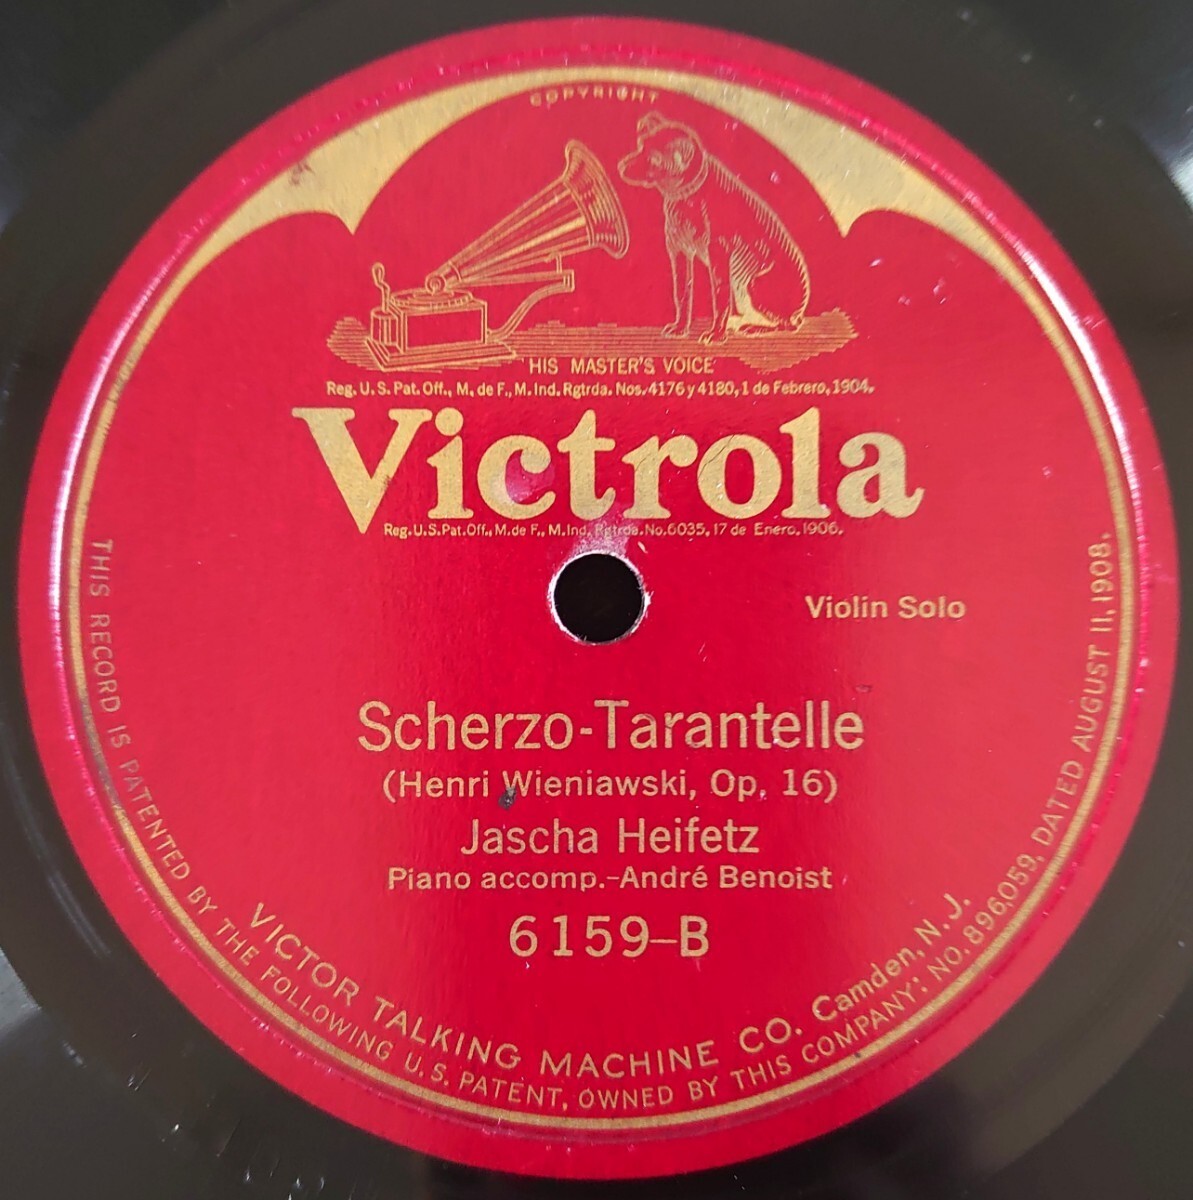 COPYRIGHT
HIS MASTER'S VOICE
Reg. U. S. Pat. Off., M. de F., M. Ind. Rgtrda. Nos. 4176 y 4180, 1 de Febrero, 1904.
Victrola
Reg. U.S. Pat. Off., M. de F., M. Ind. Rgtrda. No. 6035, 17 de Enero, 1906.
Violin Solo
Scherzo-Tarantelle
(Henri Wieniawski, Op. 16)
Jascha Heifetz
Piano accomp.-André Benoist
6159-B
VICTOR TALKING MACHINE CO. Camden, N. J.
THIS RECORD IS PATENTED BY THE FOLLOWING U. S. PATENT, OWNED BY THIS COMPANY: NO. 896,059, DATED AUGUST 11, 1908.